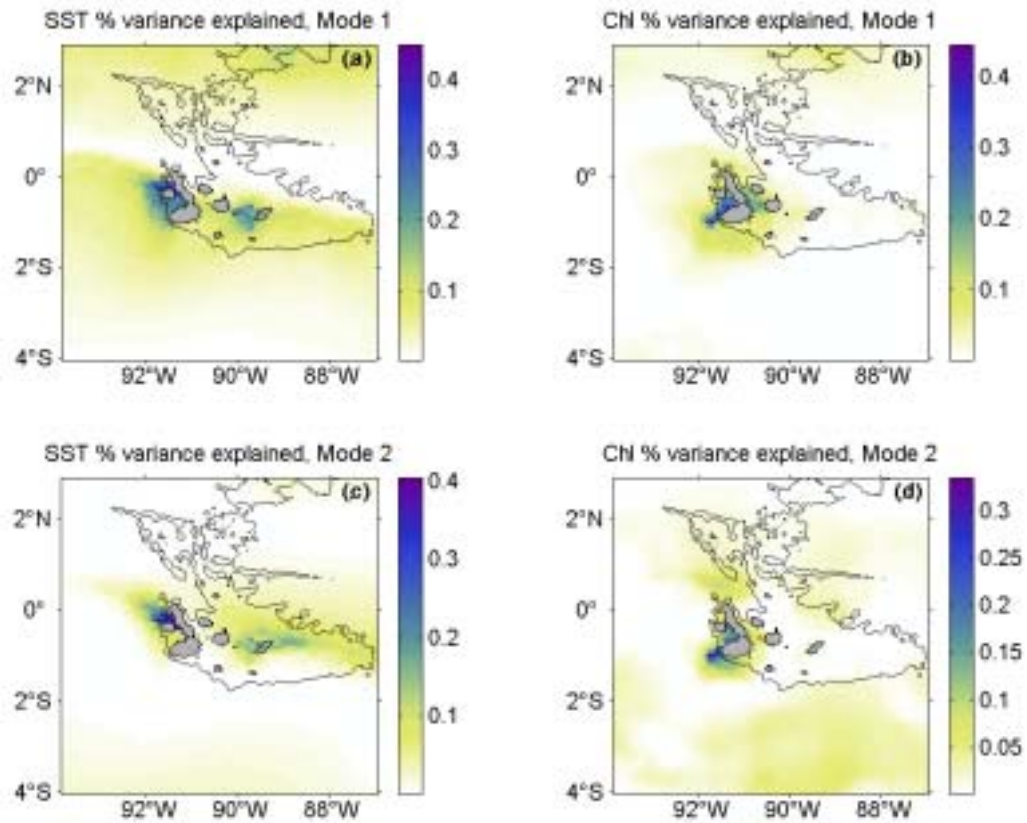 SST % variance explained, Mode 1
(a)
2°N
0°
2°S
4°S
92°W 90°W 88°W
0.4
0.3
0.2
0.1
Chl % variance explained, Mode 1
(b)
2°N
0°
2°S
4°S
92°W 90°W 88°W
0.4
0.3
0.2
0.1
SST % variance explained, Mode 2
(c)
2°N
0°
2°S
4°S
92°W 90°W 88°W
0.4
0.3
0.2
0.1
Chl % variance explained, Mode 2
(d)
2°N
0°
2°S
4°S
92°W 90°W 88°W
0.3
0.25
0.2
0.15
0.1
0.05